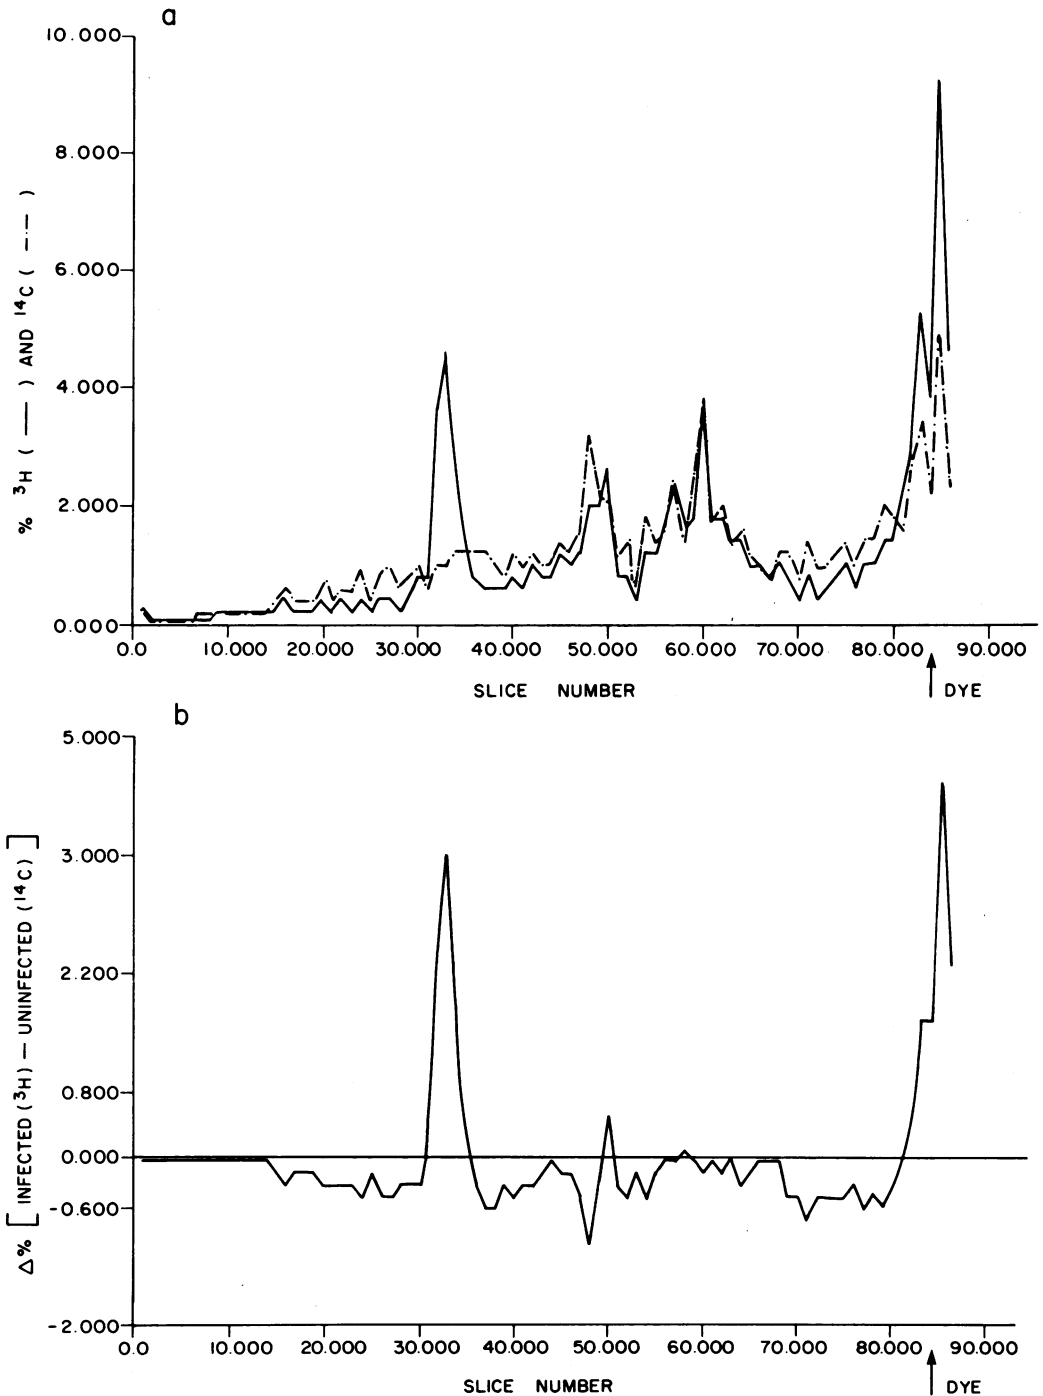 a
10.000
8.000
6.000
4.000
2.000
0.000
% ³H ( —— ) AND ¹⁴C ( —·— )
0.0 10.000 20.000 30.000 40.000 50.000 60.000 70.000 80.000 90.000
SLICE NUMBER
DYE
b
5.000
3.000
2.200
0.800
0.000
-0.600
-2.000
Δ% [ INFECTED (³H) — UNINFECTED (¹⁴C) ]
0.0 10.000 20.000 30.000 40.000 50.000 60.000 70.000 80.000 90.000
SLICE NUMBER
DYE